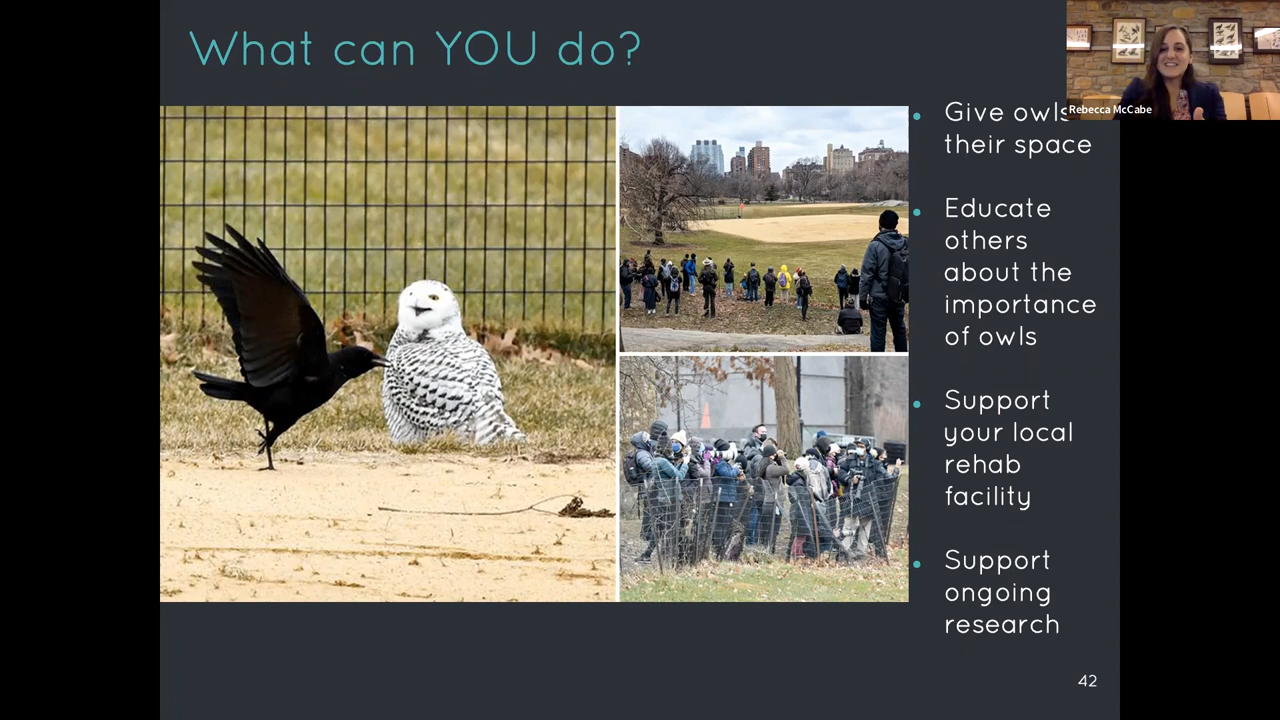 What can YOU do?
Rebecca McCabe
Give owls
their space
Educate
others
about the
importance
of owls
Support
your local
rehab
facility
Support
ongoing
research
42